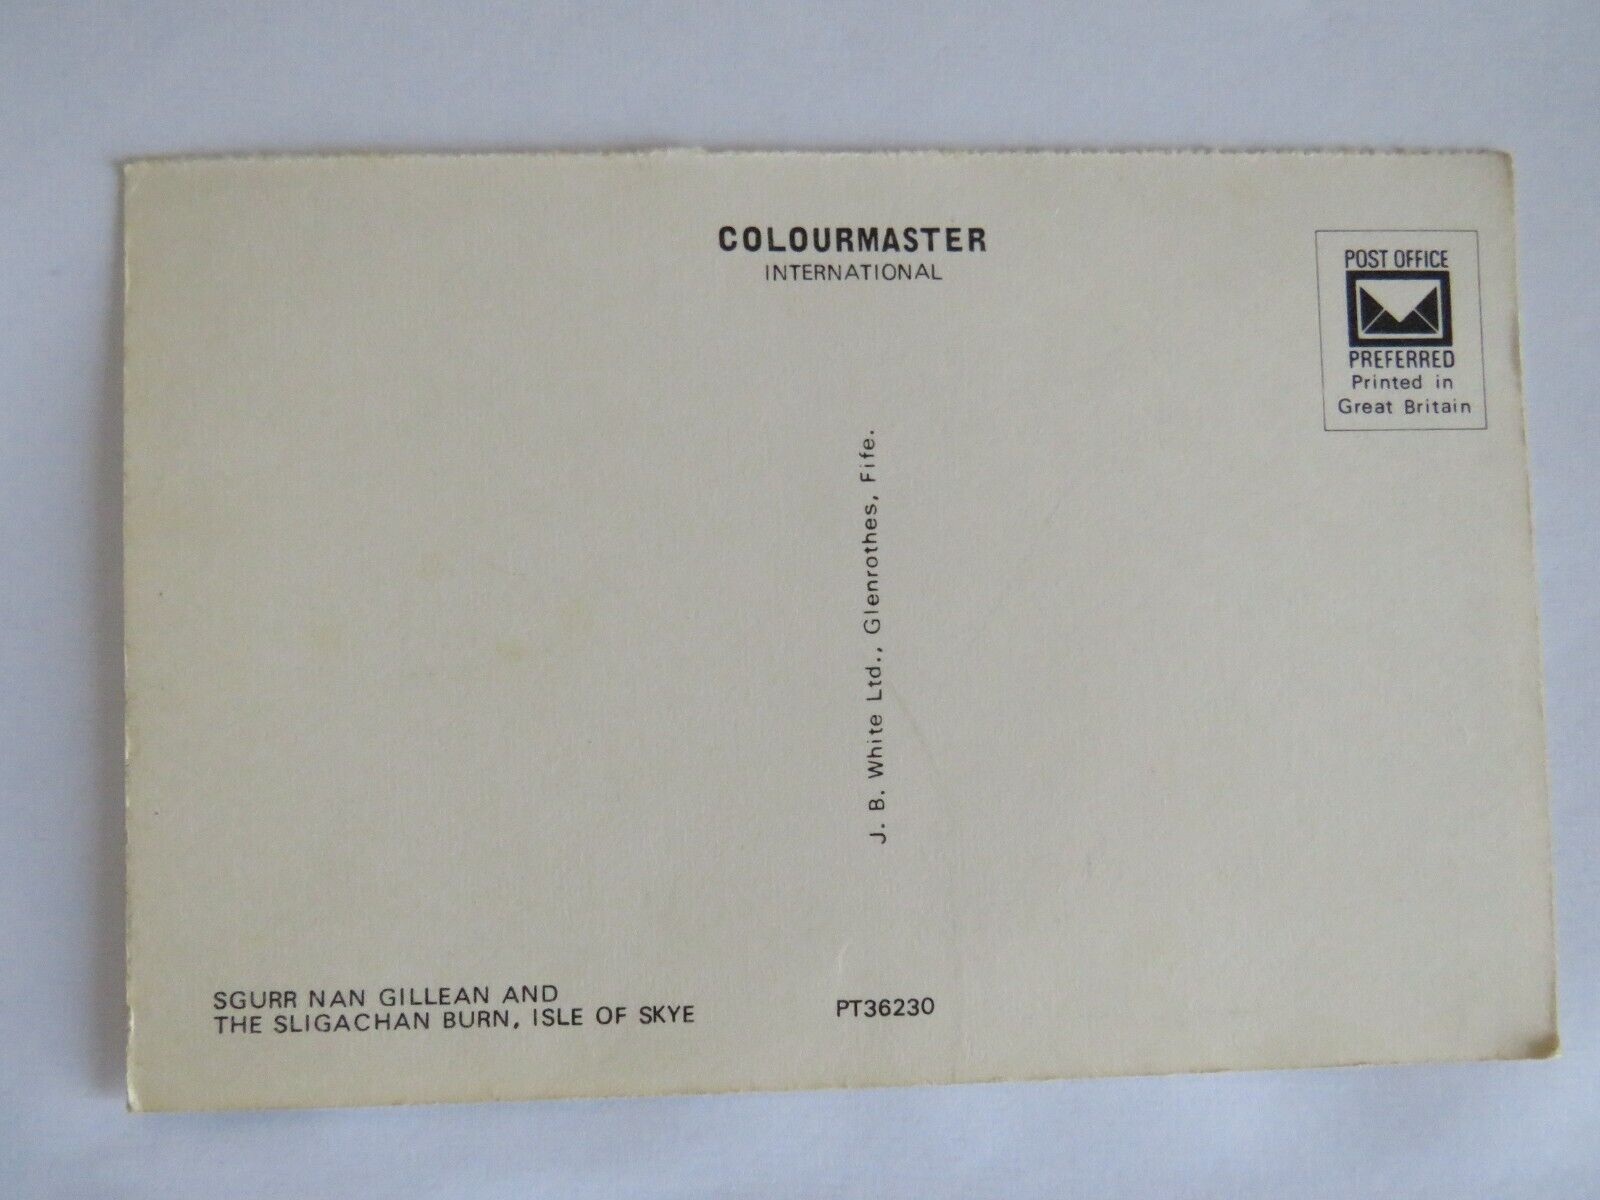 COLOURMASTER
INTERNATIONAL
POST OFFICE
PREFERRED
Printed in
Great Britain
J. B. White Ltd., Glenrothes, Fife.
SGURR NAN GILLEAN AND
THE SLIGACHAN BURN, ISLE OF SKYE
PT36230